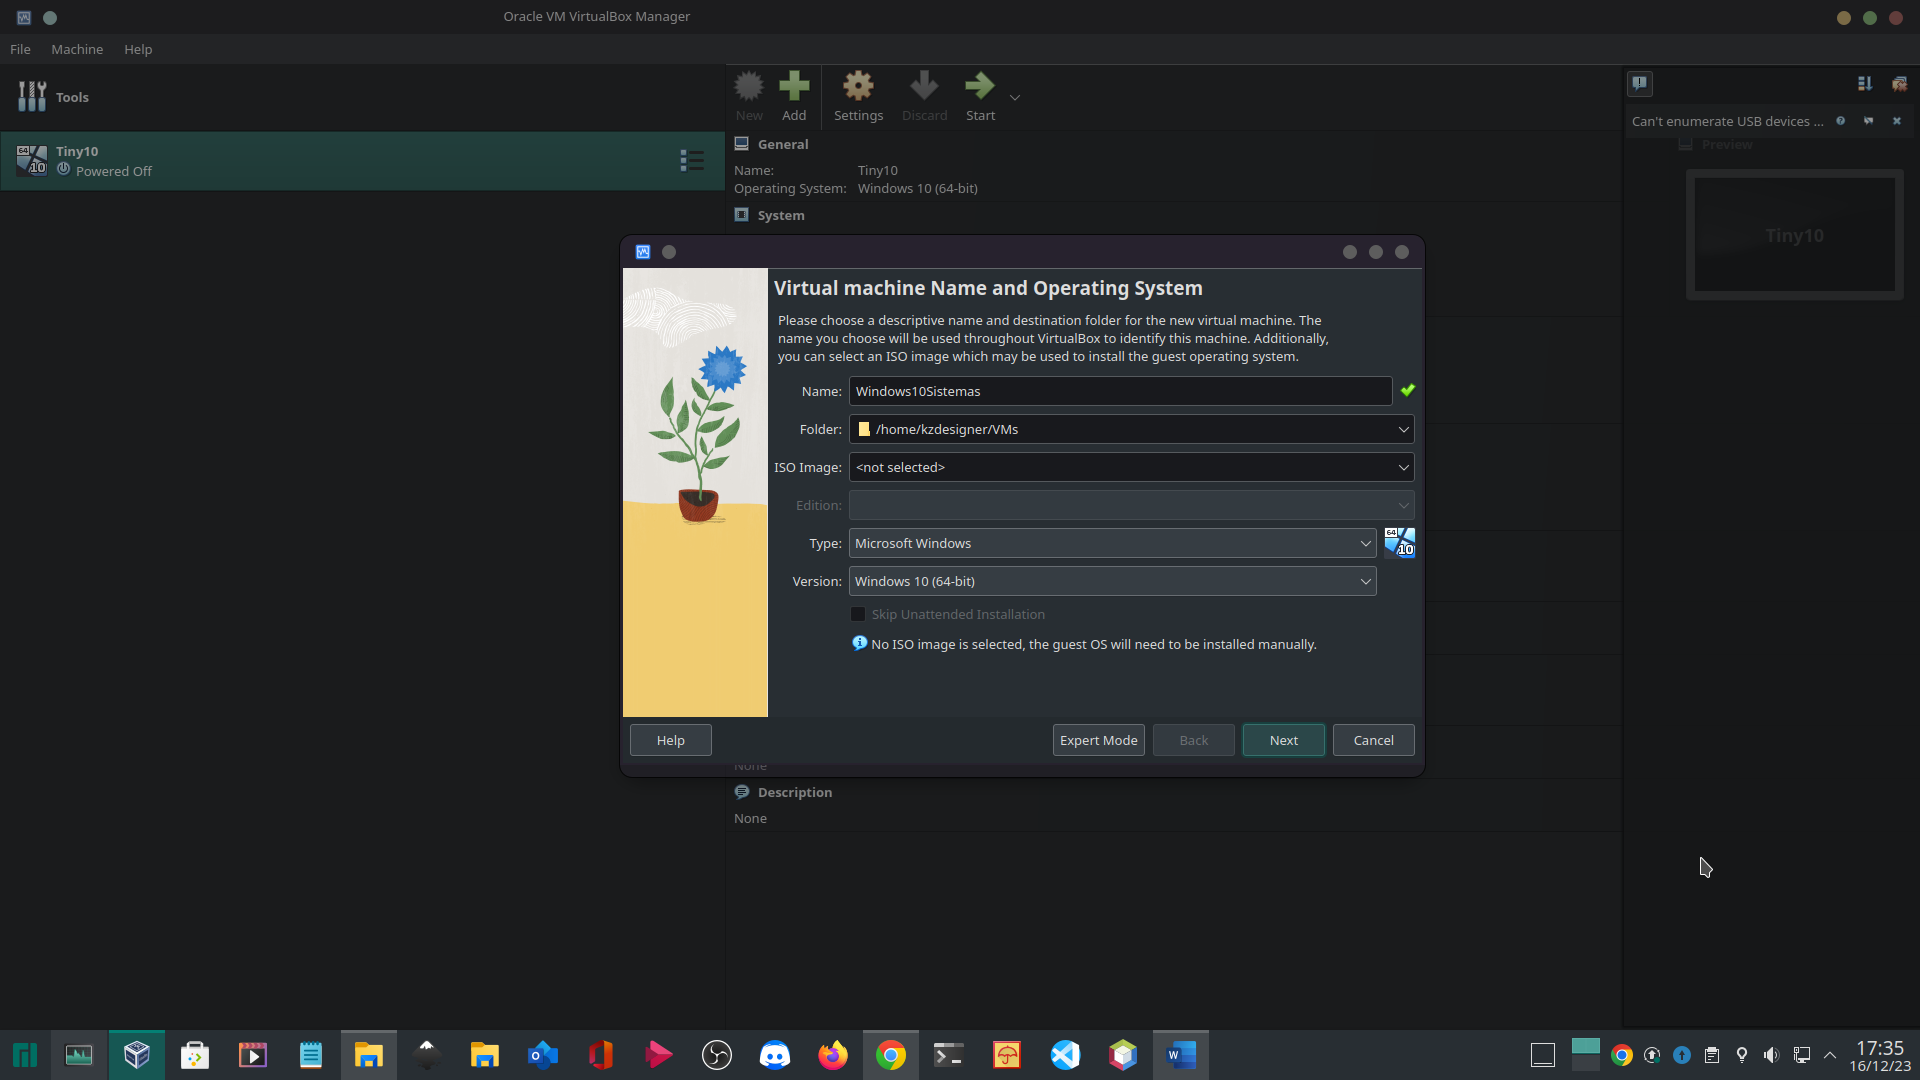 Oracle VM VirtualBox Manager
File Machine Help
Tools
New Add Settings Discard Start
Can't enumerate USB devices ...
Tiny10
Powered Off
64
10
General
Preview
Name: Tiny10
Operating System: Windows 10 (64-bit)
System
Tiny10
Virtual machine Name and Operating System
Please choose a descriptive name and destination folder for the new virtual machine. The
name you choose will be used throughout VirtualBox to identify this machine. Additionally,
you can select an ISO image which may be used to install the guest operating system.
Name: Windows10Sistemas
Folder: /home/kzdesigner/VMs
ISO Image: <not selected>
Edition:
Type: Microsoft Windows
64
10
Version: Windows 10 (64-bit)
Skip Unattended Installation
No ISO image is selected, the guest OS will need to be installed manually.
Help Expert Mode Back Next Cancel
None
Description
None
17:35
16/12/23